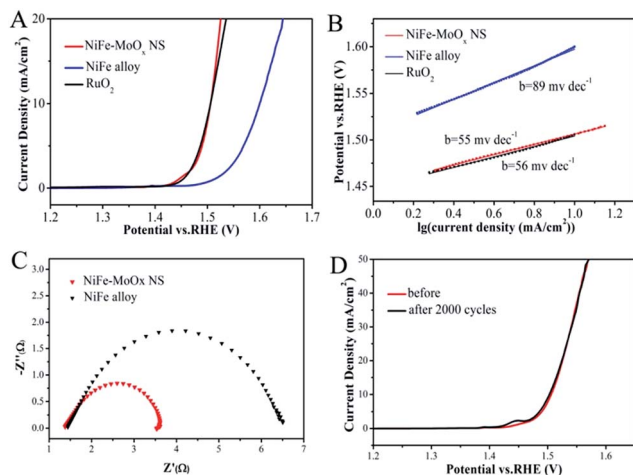 A
NiFe-MoOₓ NS
NiFe alloy
RuO₂
Current Density (mA/cm²)
20
10
0
1.2 1.3 1.4 1.5 1.6 1.7
Potential vs.RHE (V)
B
NiFe-MoOₓ NS
NiFe alloy
RuO₂
b=89 mv dec⁻¹
b=55 mv dec⁻¹
b=56 mv dec⁻¹
Potential vs.RHE (V)
1.60
1.50
1.45
0.0 0.2 0.4 0.6 0.8 1.0 1.2
lg(current density (mA/cm²))
C
NiFe-MoOx NS
NiFe alloy
-Z''(Ω)
3.0
2.5
2.0
1.5
1.0
0.5
0.0
1 2 3 4 5 6 7
Z'(Ω)
D
before
after 2000 cycles
Current Density (mA/cm²)
50
40
30
20
10
0
1.2 1.3 1.4 1.5 1.6
Potential vs.RHE (V)